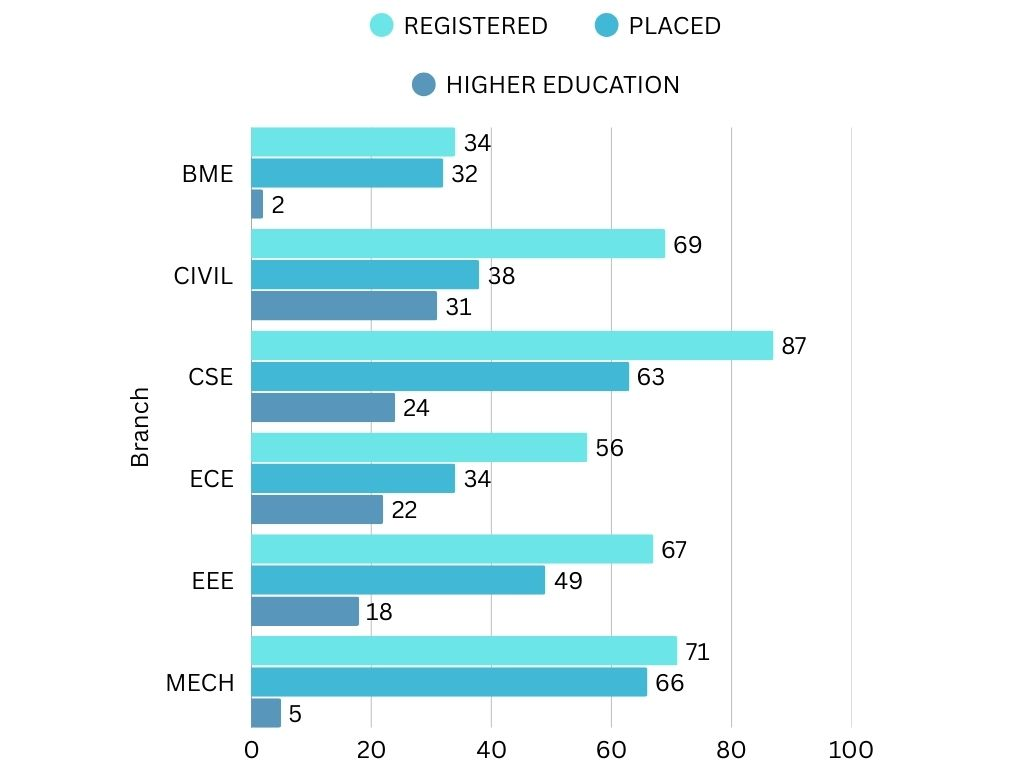 REGISTERED PLACED
HIGHER EDUCATION
34
BME 32
2
69
CIVIL 38
31
87
CSE 63
24
Branch
56
ECE 34
22
67
EEE 49
18
71
MECH 66
5
0 20 40 60 80 100